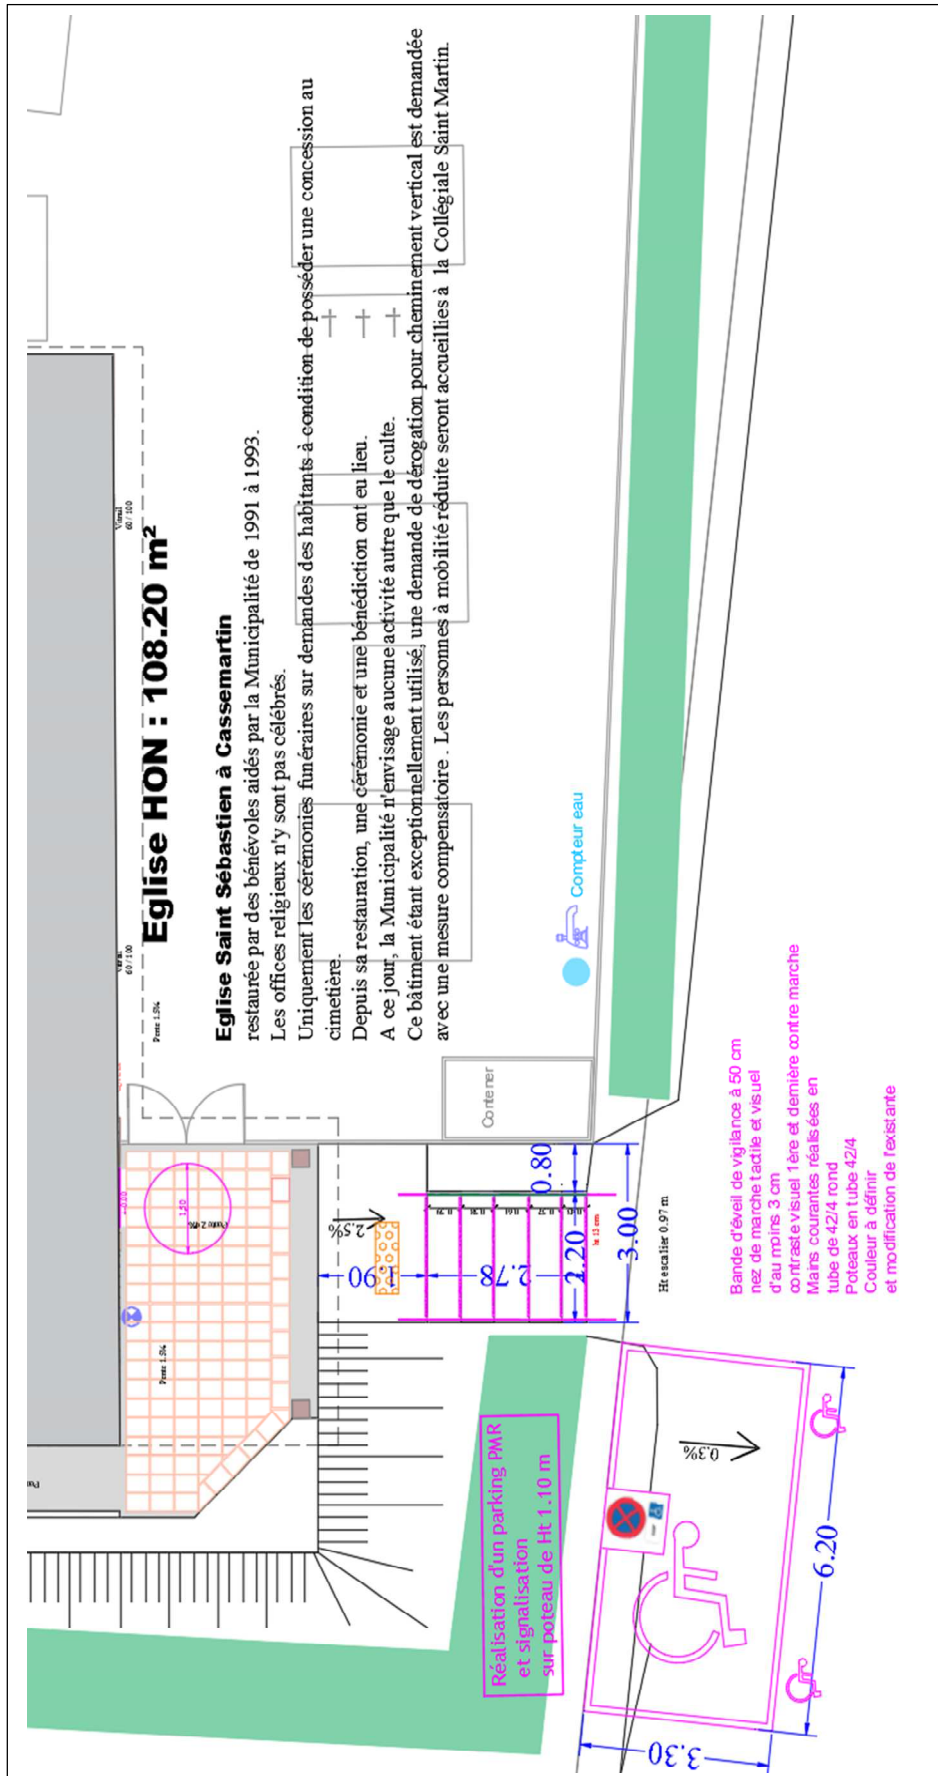 Eglise HON : 108.20 m²
Eglise Saint Sébastien à Cassemartin
restaurée par des bénévoles aidés par la Municipalité de 1991 à 1993.
Les offices religieux n'y sont pas célébrés.
Uniquement les cérémonies funéraires sur demandes des habitants à condition de posséder une concession au
cimetière.
Depuis sa restauration, une cérémonie et une bénédiction ont eu lieu.
A ce jour, la Municipalité n'envisage aucune activité autre que le culte.
Ce bâtiment étant exceptionnellement utilisé, une demande de dérogation pour cheminement vertical est demandée
avec une mesure compensatoire . Les personnes à mobilité réduite seront accueillies à la Collégiale Saint Martin.
Vitrail
60 / 100
60 / 100
Pente 1.5%
Pente 1.5%
1,50
Pente 2.4%
2.5%
Container
Compteur eau
0.80
1.90
2.78
2.20
3.00
ht 13 cm
Ht escalier 0.97 m
Bande d'éveil de vigilance à 50 cm
nez de marche tactile et visuel
d'au moins 3 cm
contraste visuel 1ère et dernière contre marche
Mains courantes réalisées en
tube de 42/4 rond
Poteaux en tube 42/4
Couleur à définir
et modification de l'existante
Réalisation d'un parking PMR
et signalisation
sur poteau de Ht 1.10 m
0.3%
6.20
3.30